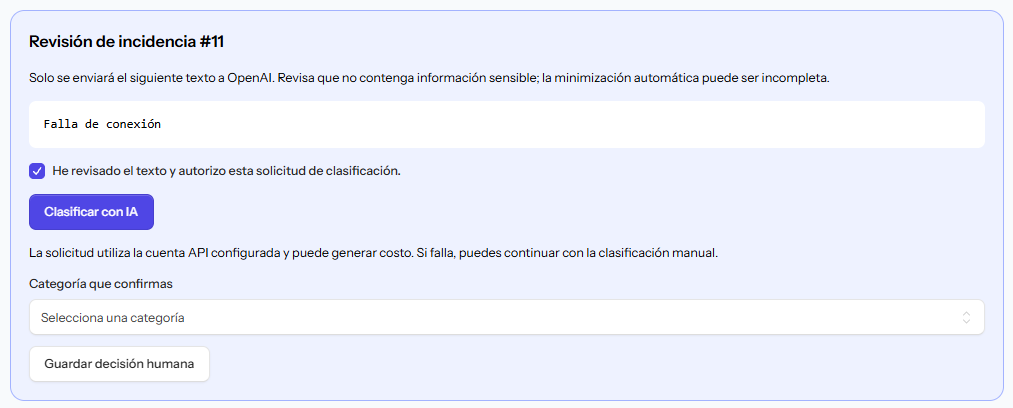 Revisión de incidencia #11
Solo se enviará el siguiente texto a OpenAI. Revisa que no contenga información sensible; la minimización automática puede ser incompleta.
Falla de conexión
He revisado el texto y autorizo esta solicitud de clasificación.
Clasificar con IA
La solicitud utiliza la cuenta API configurada y puede generar costo. Si falla, puedes continuar con la clasificación manual.
Categoría que confirmas
Selecciona una categoría
Guardar decisión humana